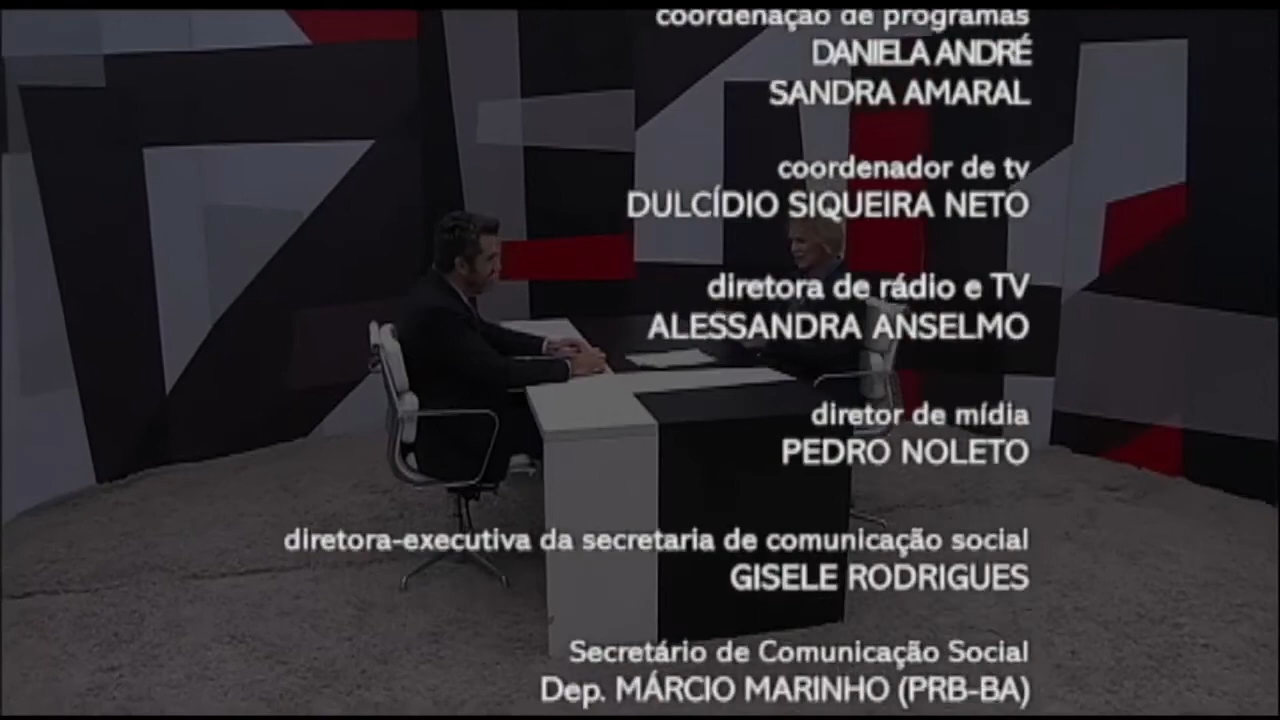 coordenação de programas
DANIELA ANDRÉ
SANDRA AMARAL
coordenador de tv
DULCÍDIO SIQUEIRA NETO
diretora de rádio e TV
ALESSANDRA ANSELMO
diretor de mídia
PEDRO NOLETO
diretora-executiva da secretaria de comunicação social
GISELE RODRIGUES
Secretário de Comunicação Social
Dep. MÁRCIO MARINHO (PRB-BA)